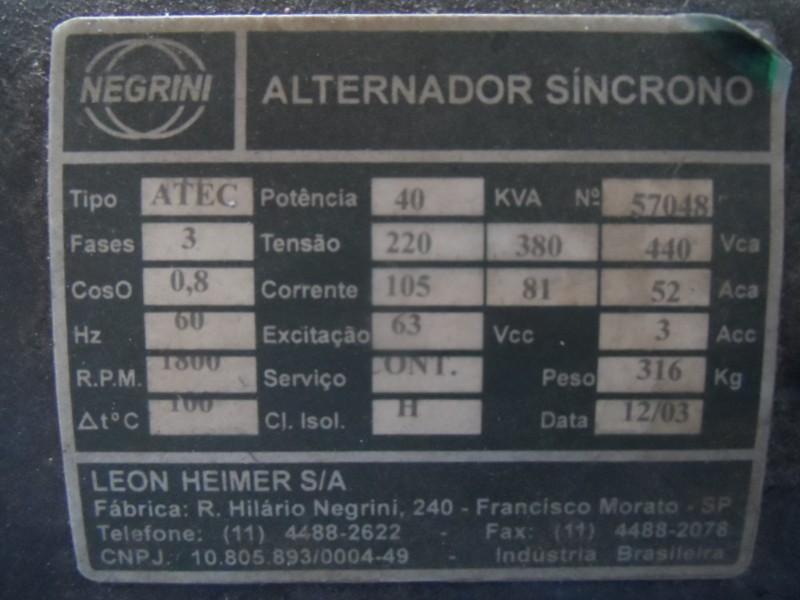 NEGRINI ALTERNADOR SÍNCRONO
Tipo ATEC Potência 40 KVA Nº 57048
Fases 3 Tensão 220 380 440 Vca
CosO 0,8 Corrente 105 81 52 Aca
Hz 60 Excitação 63 Vcc 3 Acc
R.P.M. 1800 Serviço CONT. Peso 316 Kg
Δtº C 100 Cl. Isol. H Data 12/03
LEON HEIMER S/A
Fábrica: R. Hilário Negrini, 240 - Francisco Morato - SP
Telefone: (11) 4488-2622 - Fax: (11) 4488-2078
CNPJ. 10.805.893/0004-49 - Indústria Brasileira